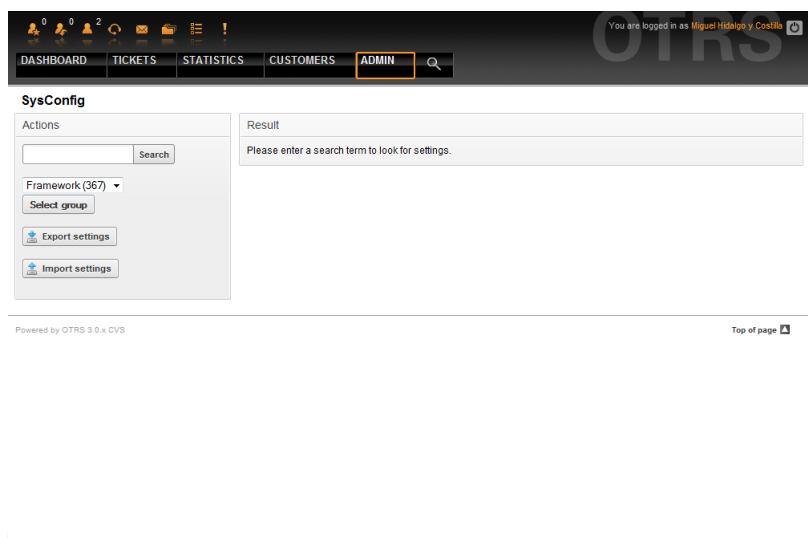 0 0 2
You are logged in as Miguel Hidalgo y Costilla
OTRS
DASHBOARD TICKETS STATISTICS CUSTOMERS ADMIN
SysConfig
Actions
Search
Framework (367)
Select group
Export settings
Import settings
Result
Please enter a search term to look for settings.
Powered by OTRS 3.0.x CVS
Top of page